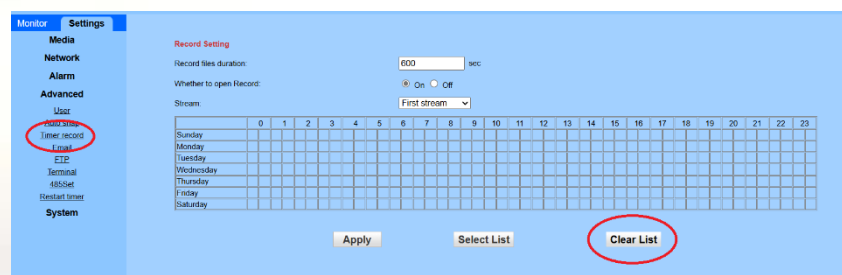 Monitor Settings
Media
Network
Alarm
Advanced
User
Auto snap
Timer record
Email
FTP
Terminal
485Set
Restart timer
System
Record Setting
Record files duration: 600 sec
Whether to open Record: On Off
Stream: First stream
0 1 2 3 4 5 6 7 8 9 10 11 12 13 14 15 16 17 18 19 20 21 22 23
Sunday
Monday
Tuesday
Wednesday
Thursday
Friday
Saturday
Apply Select List Clear List